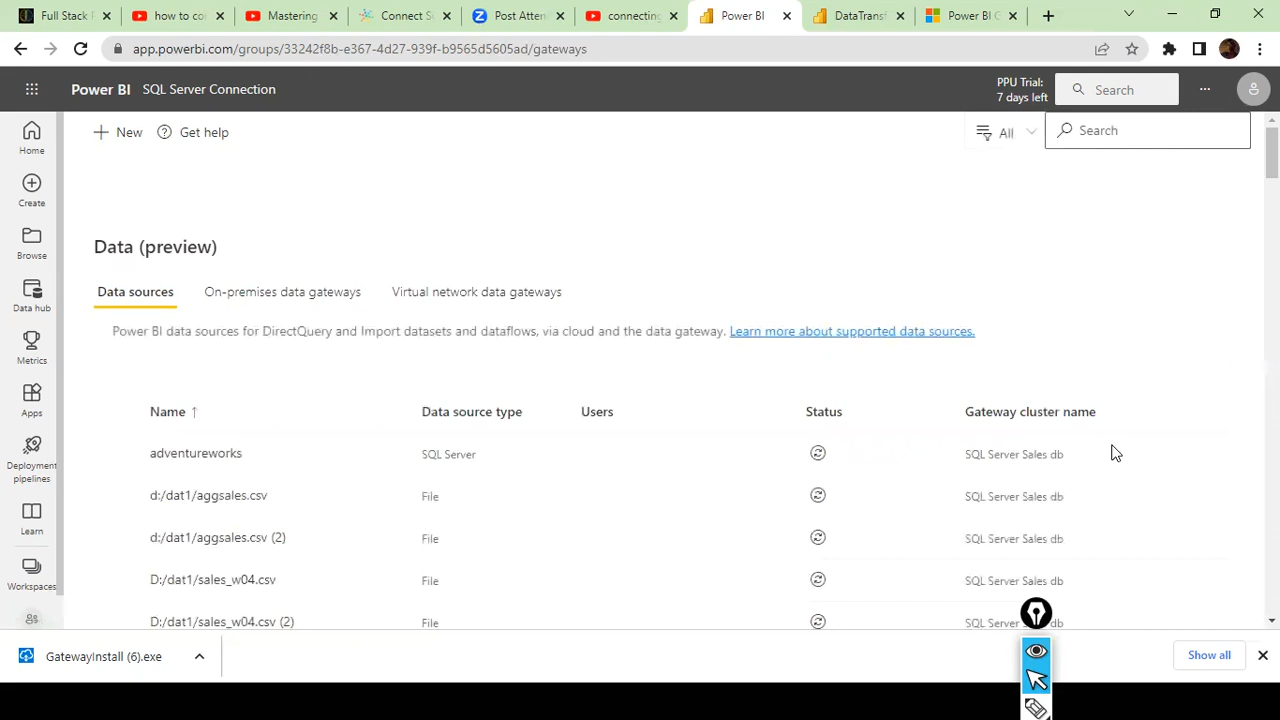 Full Stack P
how to co
Mastering
Connect S
Post Atten
connecting
Power BI
DataTransf
Power BI C
app.powerbi.com/groups/33242f8b-e367-4d27-939f-b9565d5605ad/gateways
Power BI SQL Server Connection
PPU Trial:
7 days left
Search
Home
Create
Browse
Data hub
Metrics
Apps
Deployment
pipelines
Learn
Workspaces
New Get help
All
Search
Data (preview)
Data sources On-premises data gateways Virtual network data gateways
Power BI data sources for DirectQuery and Import datasets and dataflows, via cloud and the data gateway. Learn more about supported data sources.
Name ↑ Data source type Users Status Gateway cluster name
adventureworks SQL Server SQL Server Sales db
d:/dat1/aggsales.csv File SQL Server Sales db
d:/dat1/aggsales.csv (2) File SQL Server Sales db
D:/dat1/sales_w04.csv File SQL Server Sales db
D:/dat1/sales_w04.csv (2) File SQL Server Sales db
GatewayInstall (6).exe
Show all